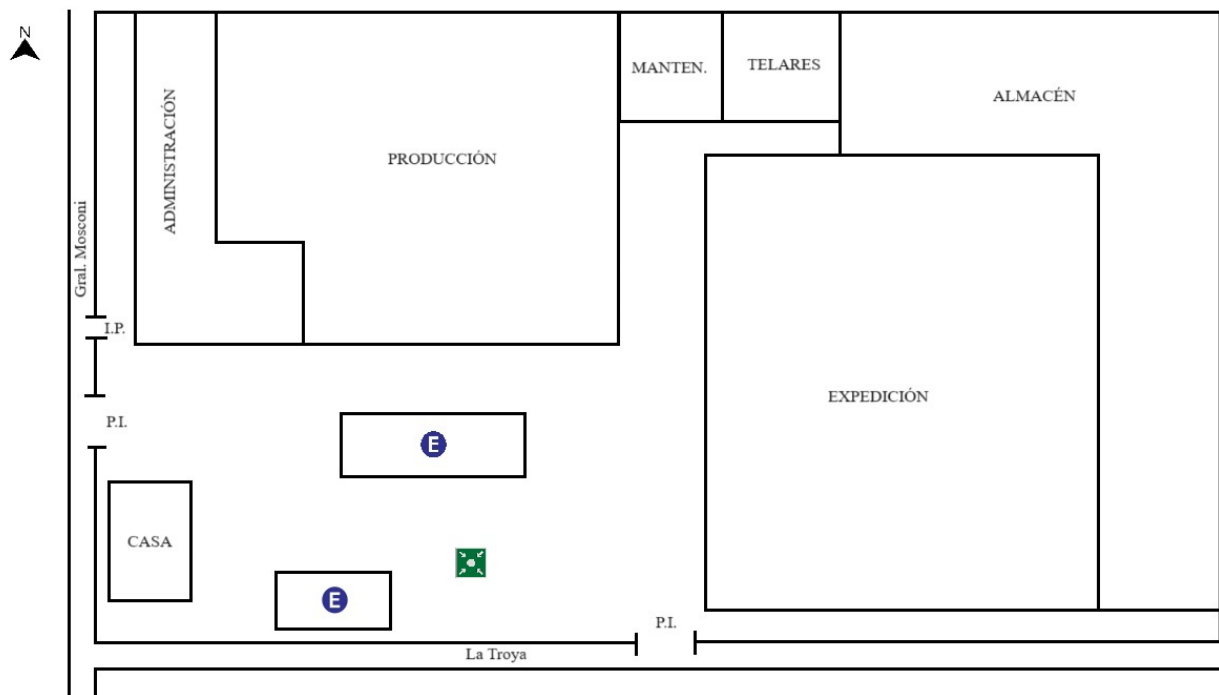 N
MANTEN.
TELARES
ALMACÉN
ADMINISTRACIÓN
PRODUCCIÓN
Gral. Mosconi
I.P.
EXPEDICIÓN
P.I.
E
CASA
E
P.I.
La Troya